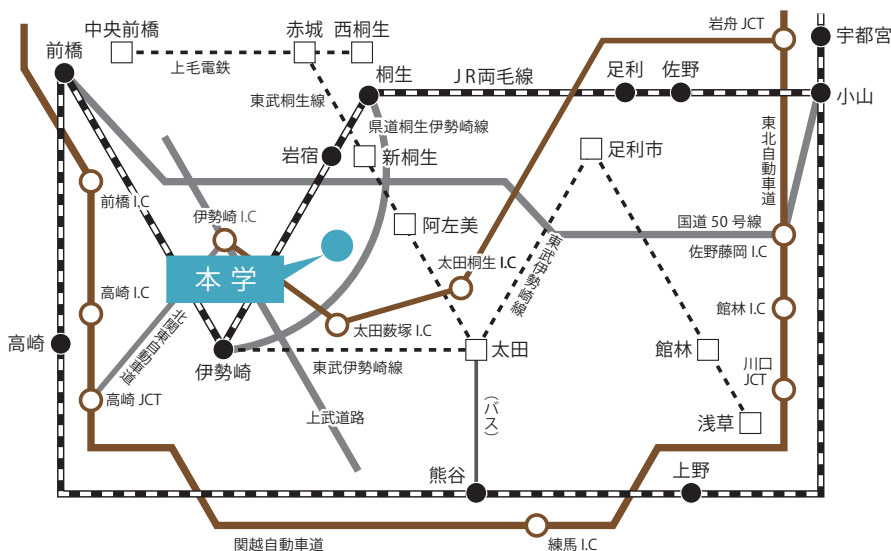 中央前橋
赤城
西桐生
岩舟 JCT
宇都宮
前橋
上毛電鉄
桐生
JR両毛線
足利
佐野
小山
東武桐生線
県道桐生伊勢崎線
東北自動車道
岩宿
新桐生
足利市
前橋 I.C
伊勢崎 I.C
阿左美
国道 50 号線
佐野藤岡 I.C
太田桐生 I.C
東武伊勢崎線
本 学
高崎 I.C
北関東自動車道
館林 I.C
太田薮塚 I.C
高崎
伊勢崎
東武伊勢崎線
太田
館林
川口
JCT
高崎 JCT
上武道路
（バス）
浅草
熊谷
上野
関越自動車道
練馬 I.C